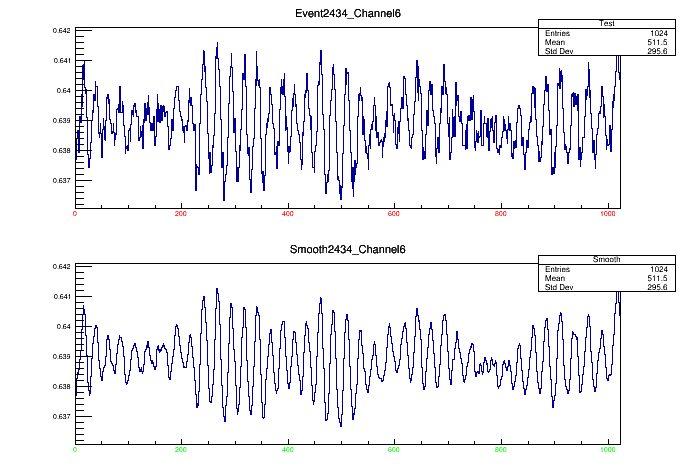 Event2434_Channel6
Test
Entries 1024
Mean 511.5
Std Dev 295.6
0.642
0.641
0.64
0.639
0.638
0.637
0 200 400 600 800 1000
Smooth2434_Channel6
Smooth
Entries 1024
Mean 511.5
Std Dev 295.6
0.642
0.641
0.64
0.639
0.638
0.637
0 200 400 600 800 1000